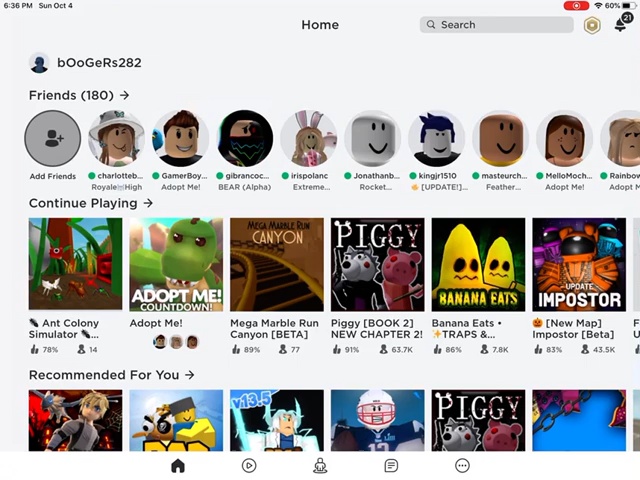 6:36 PM Sun Oct 4
60%
Home
Search
21
bOoGeRs282
Friends (180) →
Add Friends
charlotteb...
Royale♕High
GamerBoy...
Adopt Me!
gibrancoc...
BEAR (Alpha)
irispolanc
Extreme...
Jonathanb...
Rocket...
kingjr1510
[UPDATE!]...
masteurch...
Feather...
MelloMoch...
Adopt Me!
Rainbow
Adopt M
Continue Playing →
ADOPT ME!
COUNTDOWN!
MEGA MARBLE RUN
CANYON
PIGGY
BANANA EATS
UPDATE
IMPOSTOR
Ant Colony
Simulator
78%
14
Adopt Me!
Mega Marble Run
Canyon [BETA]
89%
77
Piggy [BOOK 2]
NEW CHAPTER 2!
91%
63.7K
Banana Eats •
TRAPS &...
86%
7.8K
[New Map]
Impostor [Beta]
83%
43.5K
Recommended For You →
v13.5
PIGGY